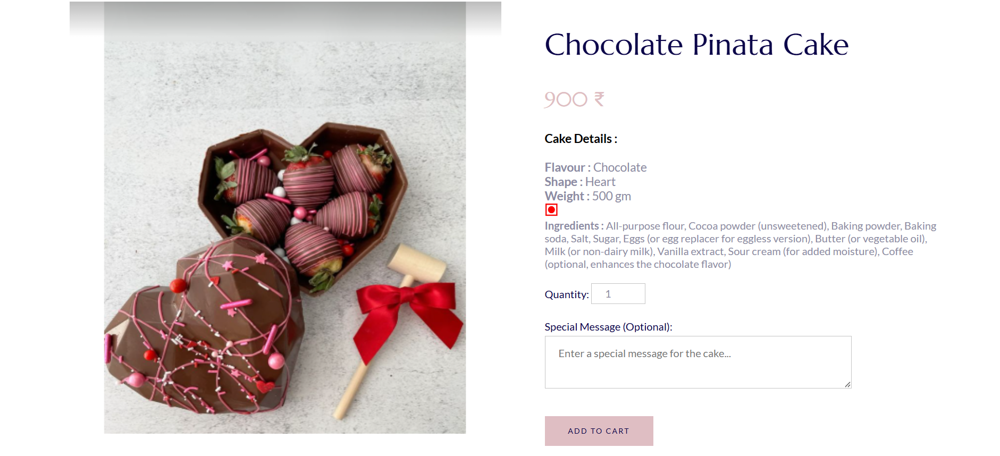 Chocolate Pinata Cake
900 ₹
Cake Details :
Flavour : Chocolate
Shape : Heart
Weight : 500 gm
Ingredients : All-purpose flour, Cocoa powder (unsweetened), Baking powder, Baking
soda, Salt, Sugar, Eggs (or egg replacer for eggless version), Butter (or vegetable oil),
Milk (or non-dairy milk), Vanilla extract, Sour cream (for added moisture), Coffee
(optional, enhances the chocolate flavor)
Quantity: 1
Special Message (Optional):
Enter a special message for the cake...
ADD TO CART